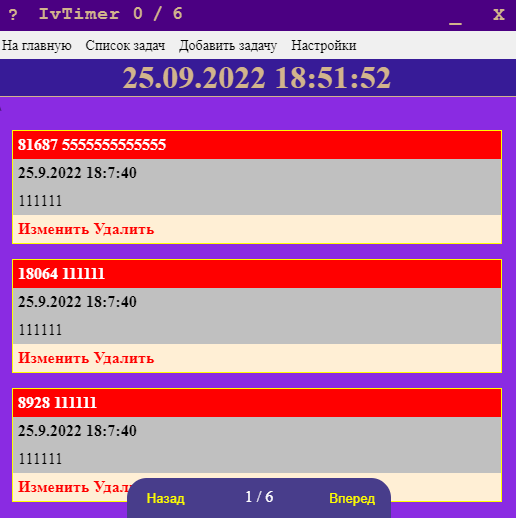 ? IvTimer 0 / 6 _ X
На главную Список задач Добавить задачу Настройки
25.09.2022 18:51:52
81687 5555555555555
25.9.2022 18:7:40
111111
Изменить Удалить
18064 111111
25.9.2022 18:7:40
111111
Изменить Удалить
8928 111111
25.9.2022 18:7:40
111111
Изменить Удалить
Назад 1 / 6 Вперед